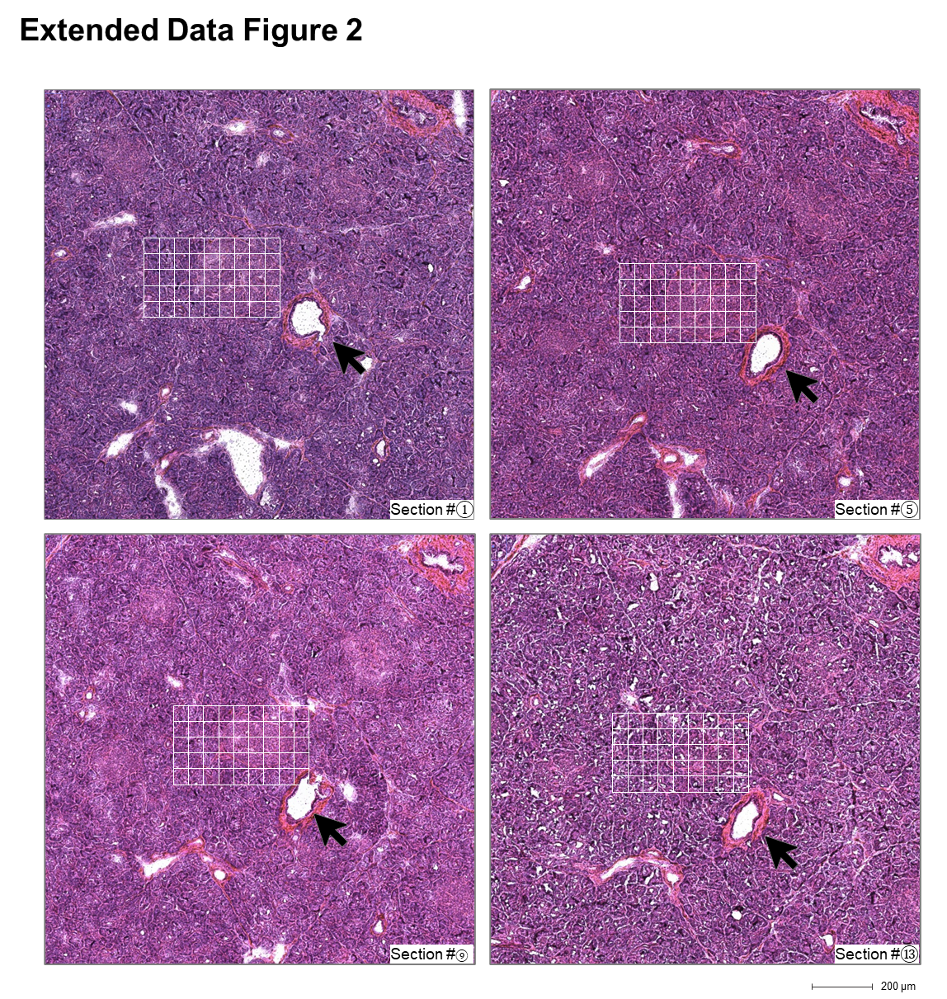 Extended Data Figure 2
Section #①
Section #⑤
Section #⑨
Section #⑬
200 µm